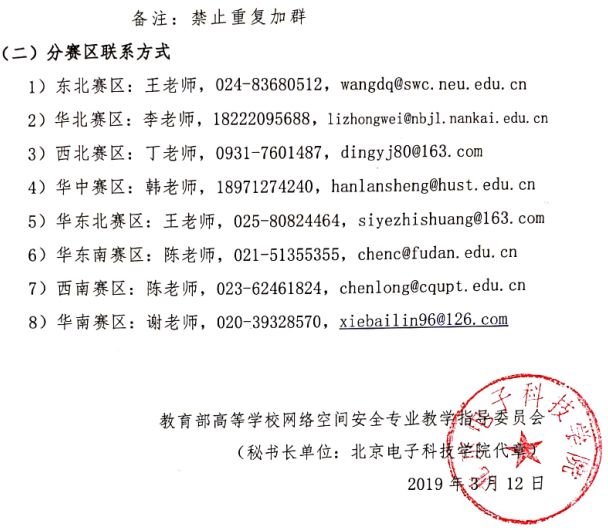 备注：禁止重复加群
（二）分赛区联系方式
1）东北赛区：王老师，024-83680512，wangdq@swc.neu.edu.cn
2）华北赛区：李老师，18222095688，lizhongwei@nbjl.nankai.edu.cn
3）西北赛区：丁老师，0931-7601487，dingyj80@163.com
4）华中赛区：韩老师，18971274240，hanlansheng@hust.edu.cn
5）华东北赛区：王老师，025-80824464，siyezhishuang@163.com
6）华东南赛区：陈老师，021-51355355，chenc@fudan.edu.cn
7）西南赛区：陈老师，023-62461824，chenlong@cqupt.edu.cn
8）华南赛区：谢老师，020-39328570，xiebailin96@126.com
教育部高等学校网络空间安全专业教学指导委员会
（秘书长单位：北京电子科技学院代章）
2019 年 3 月 12 日
北京电子科技学院